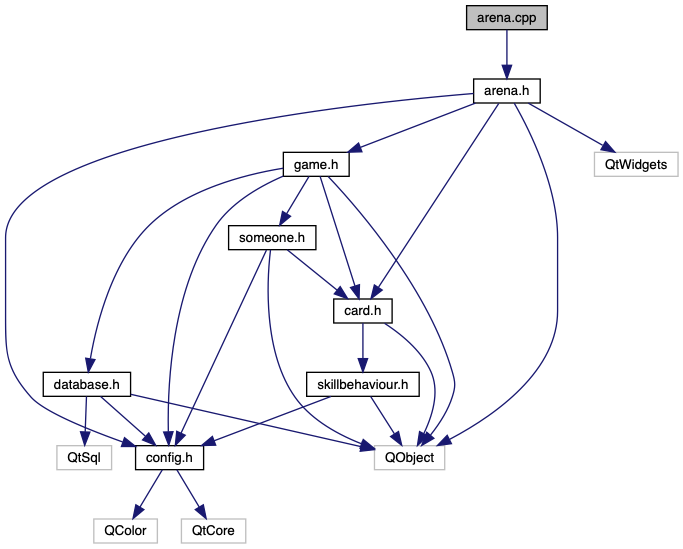 arena.cpp
arena.h
game.h
QtWidgets
someone.h
card.h
database.h
skillbehaviour.h
QtSql
config.h
QObject
QColor
QtCore